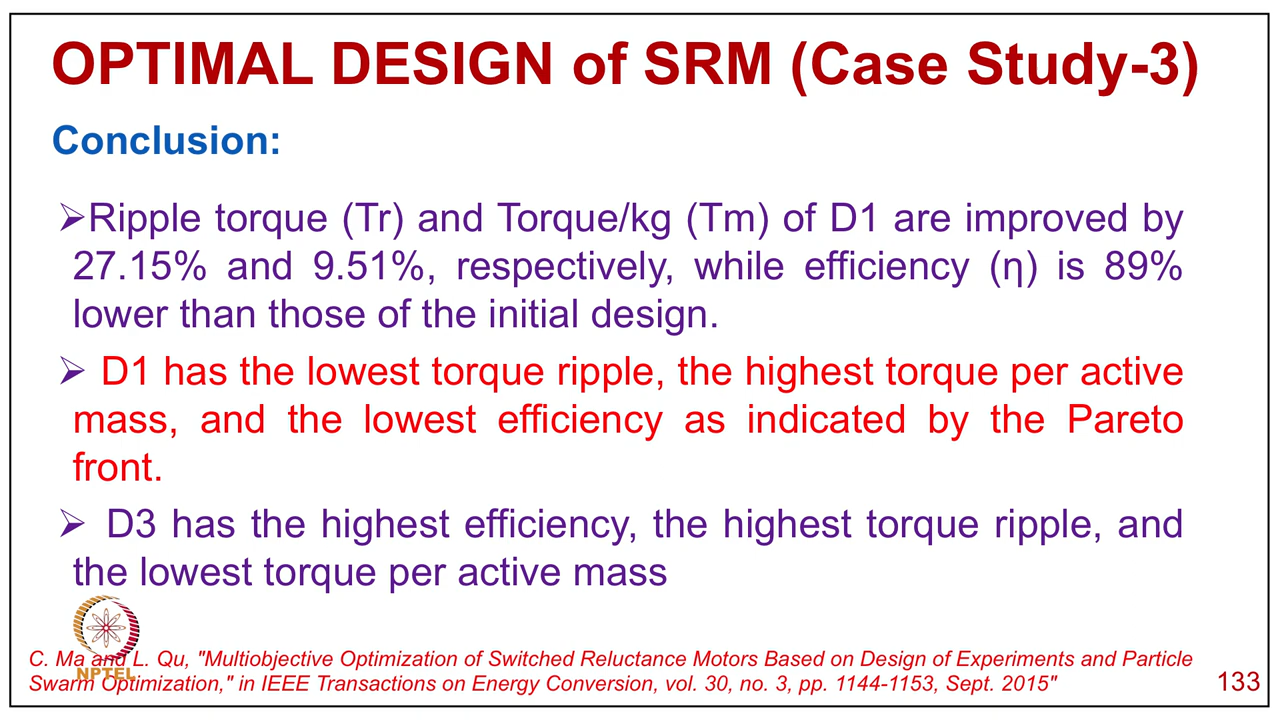 OPTIMAL DESIGN of SRM (Case Study-3)
Conclusion:
➢Ripple torque (Tr) and Torque/kg (Tm) of D1 are improved by
27.15% and 9.51%, respectively, while efficiency (η) is 89%
lower than those of the initial design.
➢ D1 has the lowest torque ripple, the highest torque per active
mass, and the lowest efficiency as indicated by the Pareto
front.
➢ D3 has the highest efficiency, the highest torque ripple, and
the lowest torque per active mass
C. Ma and L. Qu, "Multiobjective Optimization of Switched Reluctance Motors Based on Design of Experiments and Particle
Swarm Optimization," in IEEE Transactions on Energy Conversion, vol. 30, no. 3, pp. 1144-1153, Sept. 2015"
NPTEL
133